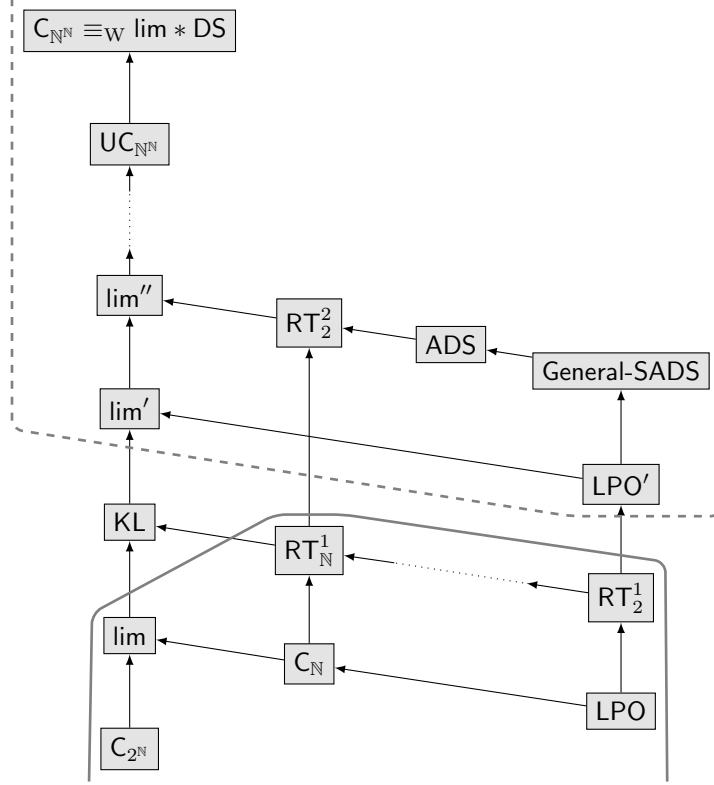 C_{ℕ^ℕ} ≡_W lim ∗ DS
UC_{ℕ^ℕ}
lim′′
RT^2_2
ADS
General-SADS
lim′
LPO′
KL
RT^1_ℕ
RT^1_2
lim
C_ℕ
LPO
C_{2^ℕ}